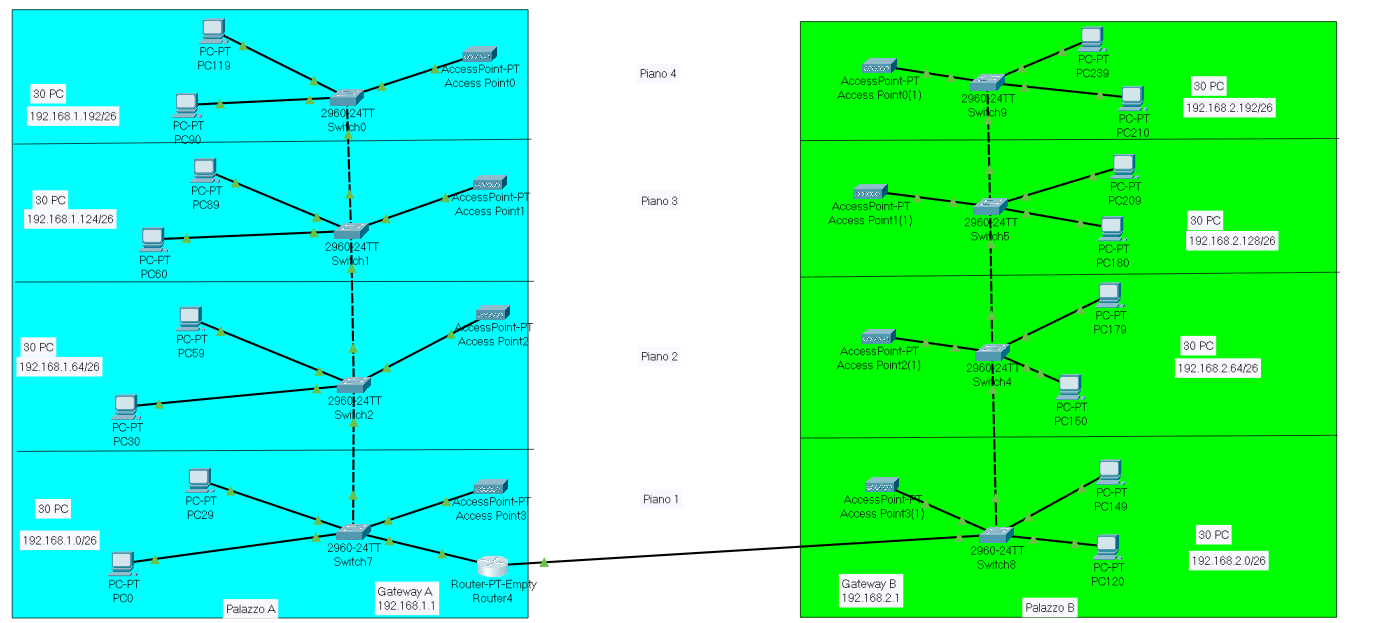 PC-PT
PC119
AccessPoint-PT
Access Point0
30 PC
192.168.1.192/26
2960-24TT
Switch0
PC-PT
PC90
PC-PT
PC89
AccessPoint-PT
Access Point1
30 PC
192.168.1.124/26
2960-24TT
Switch1
PC-PT
PC60
PC-PT
PC59
AccessPoint-PT
Access Point2
30 PC
192.168.1.64/26
2960-24TT
Switch2
PC-PT
PC30
PC-PT
PC29
AccessPoint-PT
Access Point3
30 PC
192.168.1.0/26
2960-24TT
Switch7
PC-PT
PC0
Router-PT-Empty
Router4
Gateway A
192.168.1.1
Palazzo A
Piano 4
Piano 3
Piano 2
Piano 1
PC-PT
PC239
AccessPoint-PT
Access Point0(1)
2960-24TT
Switch9
30 PC
192.168.2.192/26
PC-PT
PC210
PC-PT
PC209
AccessPoint-PT
Access Point1(1)
2960-24TT
Switch5
30 PC
192.168.2.128/26
PC-PT
PC180
PC-PT
PC179
AccessPoint-PT
Access Point2(1)
2960-24TT
Switch4
30 PC
192.168.2.64/26
PC-PT
PC150
PC-PT
PC149
AccessPoint-PT
Access Point3(1)
2960-24TT
Switch8
30 PC
192.168.2.0/26
PC-PT
PC120
Gateway B
192.168.2.1
Palazzo B